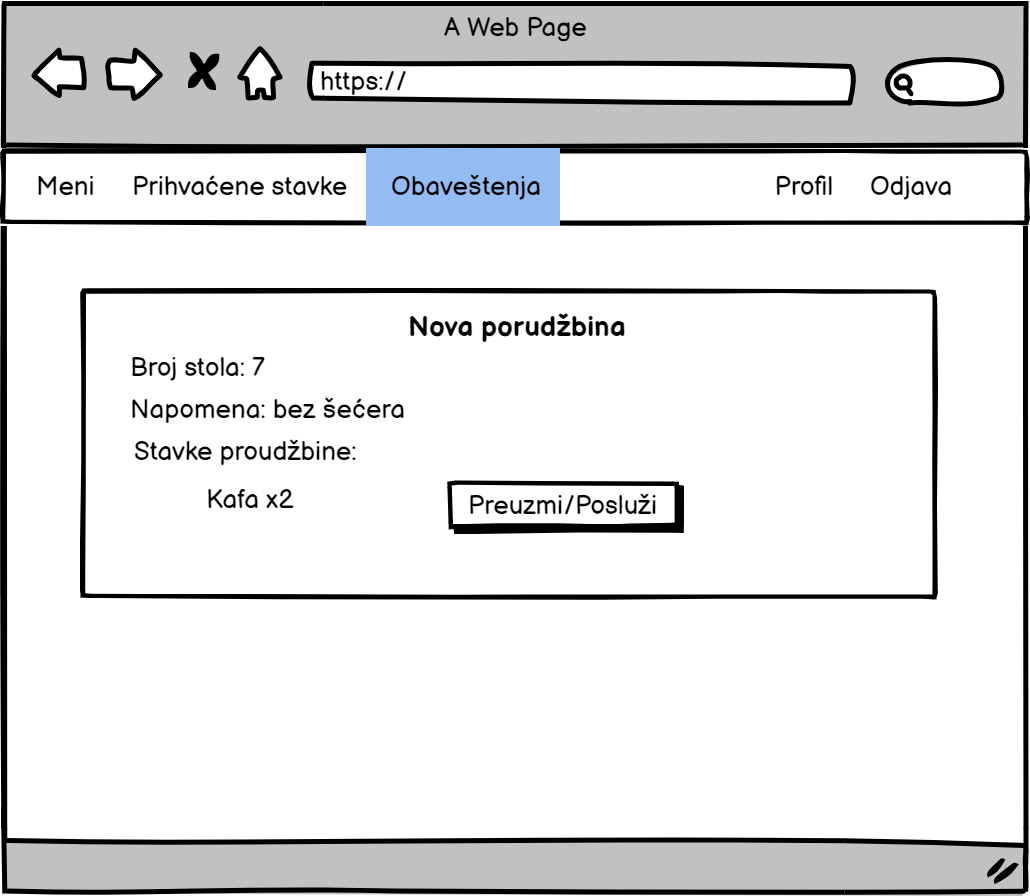 A Web Page
https://
Meni Prihvaćene stavke Obaveštenja Profil Odjava
Nova porudžbina
Broj stola: 7
Napomena: bez šećera
Stavke proudžbine:
Kafa x2 Preuzmi/Posluži